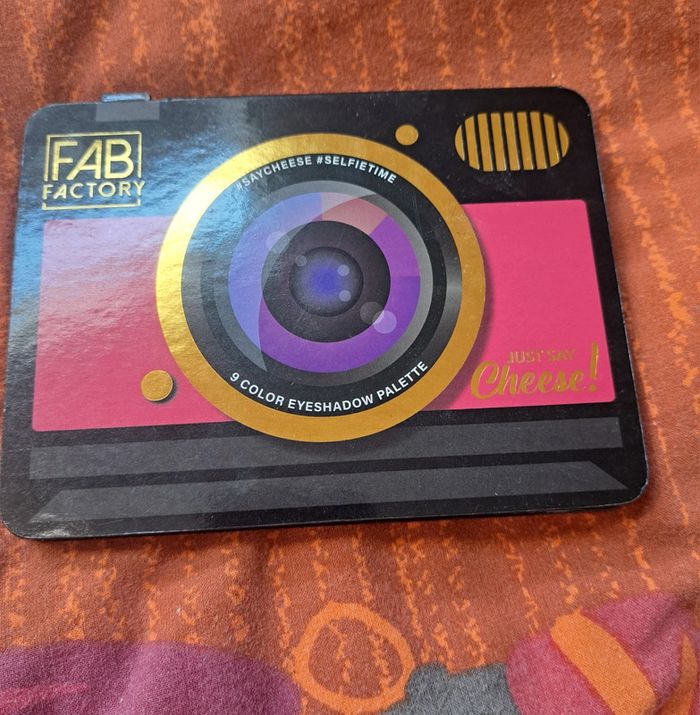 FAB
FACTORY
#SAYCHEESE #SELFIETIME
9 COLOR EYESHADOW PALETTE
JUST SAY
Cheese!